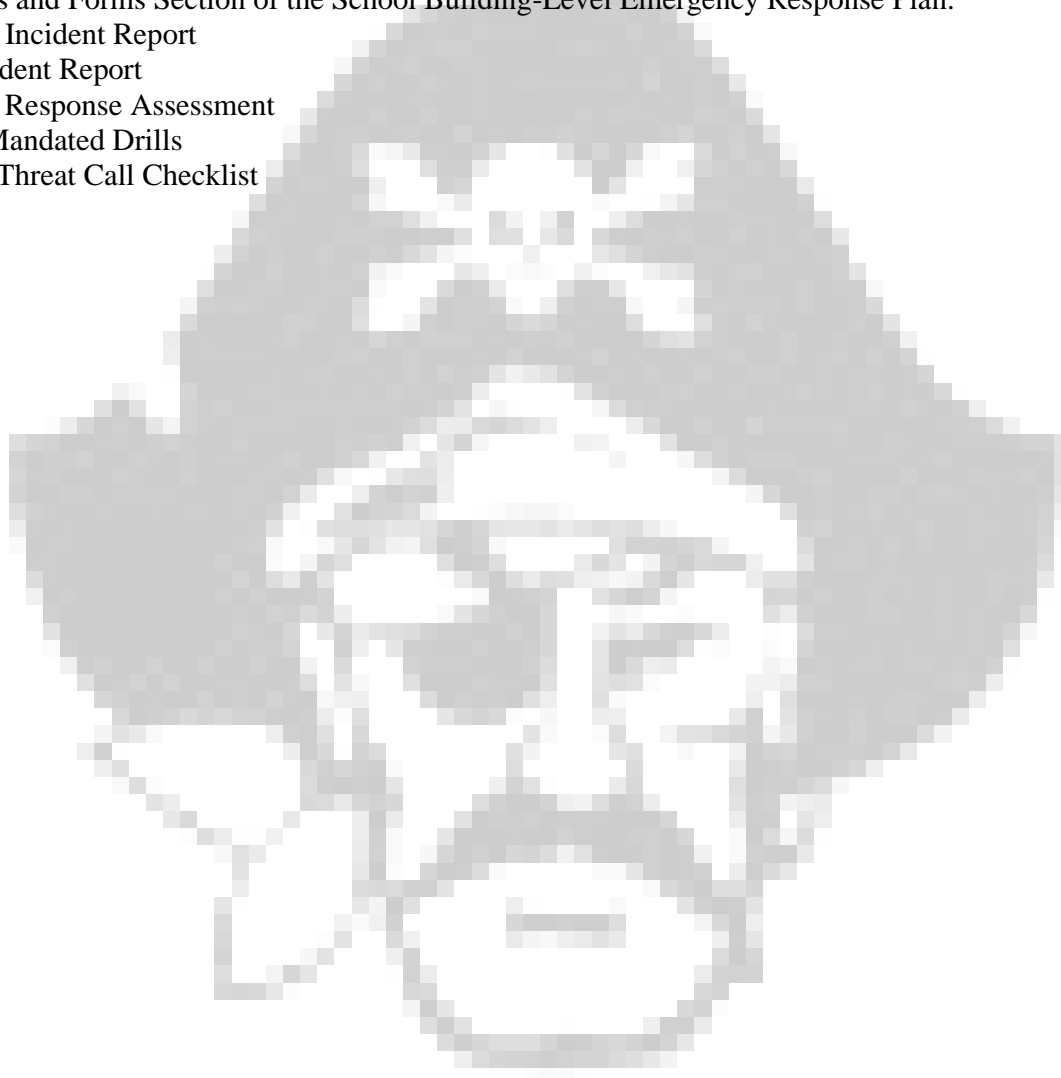 and Forms Section of the School Building-Level Emergency Response Plan:
Incident Report
dent Report
Response Assessment
Mandated Drills
Threat Call Checklist